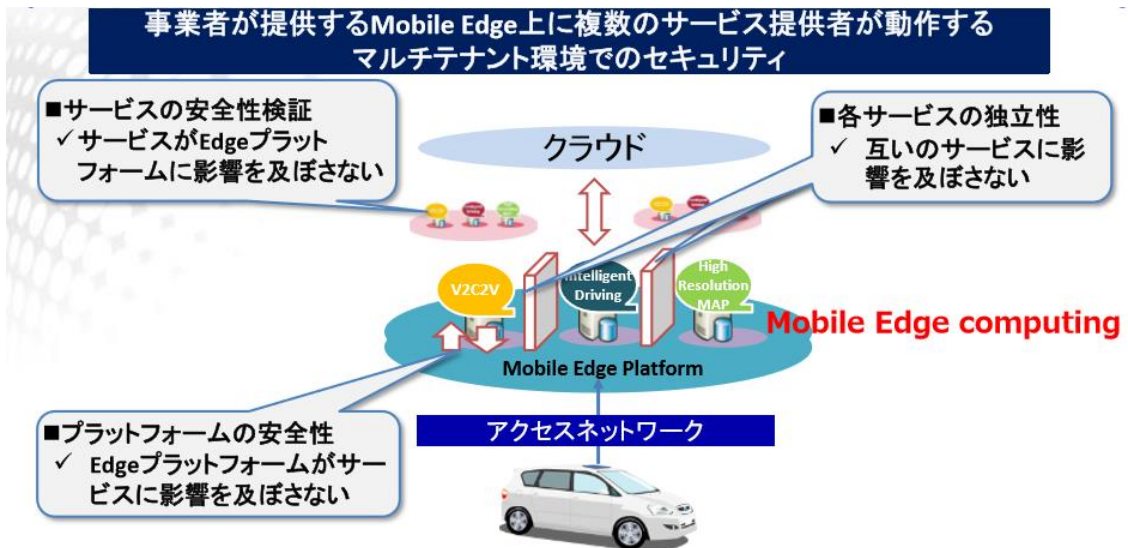 事業者が提供するMobile Edge上に複数のサービス提供者が動作する
マルチテナント環境でのセキュリティ
■サービスの安全性検証
✓ サービスがEdgeプラット
フォームに影響を及ぼさない
■各サービスの独立性
✓ 互いのサービスに影
響を及ぼさない
クラウド
V2C2V
Intelligent
Driving
High
Resolution
MAP
Mobile Edge computing
Mobile Edge Platform
■プラットフォームの安全性
✓ Edgeプラットフォームがサー
ビスに影響を及ぼさない
アクセスネットワーク